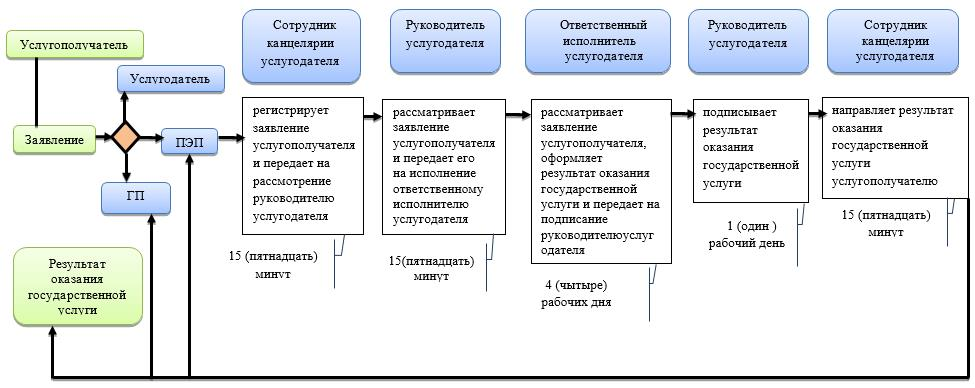 Услугополучатель
Заявление
Услугодатель
ПЭП
ГП
Результат
оказания
государственной
услуги
Сотрудник
канцелярии
услугодателя
регистрирует
заявление
услугополучателя
и передает на
рассмотрение
руководителю
услугодателя
15 (пятнадцать)
минут
Руководитель
услугодателя
рассматривает
заявление
услугополучателя
и передает его
на исполнение
ответственному
исполнителю
услугодателя
15(пятнадцать)
минут
Ответственный
исполнитель
услугодателя
рассматривает
заявление
услугополучателя,
оформляет
результат оказания
государственной
услуги и передает на
подписание
руководителюуслуг
одателя
4 (чытыре)
рабочих дня
Руководитель
услугодателя
подписывает
результат
оказания
государственной
услуги
1 (один )
рабочий день
Сотрудник
канцелярии
услугодателя
направляет результат
оказания
государственной
услуги
услугополучателю
15 (пятнадцать)
минут